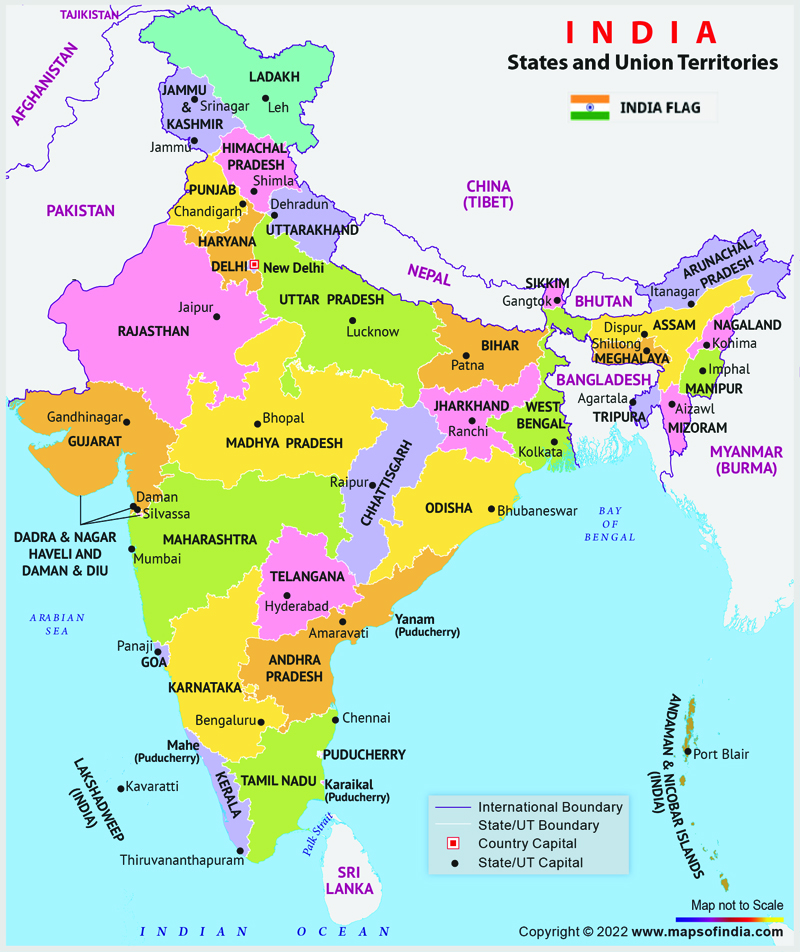 TAJIKISTAN
AFGHANISTAN
INDIA
States and Union Territories
INDIA FLAG
LADAKH
Leh
JAMMU
&
KASHMIR
Srinagar
Jammu
HIMACHAL
PRADESH
Shimla
PUNJAB
Chandigarh
Dehradun
UTTARAKHAND
PAKISTAN
CHINA
(TIBET)
HARYANA
DELHI
New Delhi
NEPAL
SIKKIM
Gangtok
BHUTAN
ARUNACHAL
PRADESH
Itanagar
UTTAR PRADESH
Lucknow
Jaipur
RAJASTHAN
BIHAR
Patna
Dispur
ASSAM
Shillong
MEGHALAYA
NAGALAND
Kohima
Imphal
MANIPUR
BANGLADESH
Agartala
TRIPURA
Aizawl
MIZORAM
MYANMAR
(BURMA)
Gandhinagar
GUJARAT
Bhopal
MADHYA PRADESH
JHARKHAND
Ranchi
WEST
BENGAL
Kolkata
Raipur
CHHATTISGARH
ODISHA
Bhubaneswar
BAY
OF
BENGAL
Daman
Silvassa
DADRA & NAGAR
HAVELI AND
DAMAN & DIU
Mumbai
MAHARASHTRA
TELANGANA
Hyderabad
ARABIAN
SEA
Amaravati
Yanam
(Puducherry)
Panaji
GOA
ANDHRA
PRADESH
KARNATAKA
Bengaluru
Chennai
Mahe
(Puducherry)
PUDUCHERRY
KERALA
TAMIL NADU
Karaikal
(Puducherry)
LAKSHADWEEP
(INDIA)
Kavaratti
Thiruvananthapuram
Palk Strait
SRI
LANKA
ANDAMAN & NICOBAR ISLANDS
(INDIA)
Port Blair
International Boundary
State/UT Boundary
Country Capital
State/UT Capital
Map not to Scale
INDIAN OCEAN
Copyright © 2022 www.mapsofindia.com